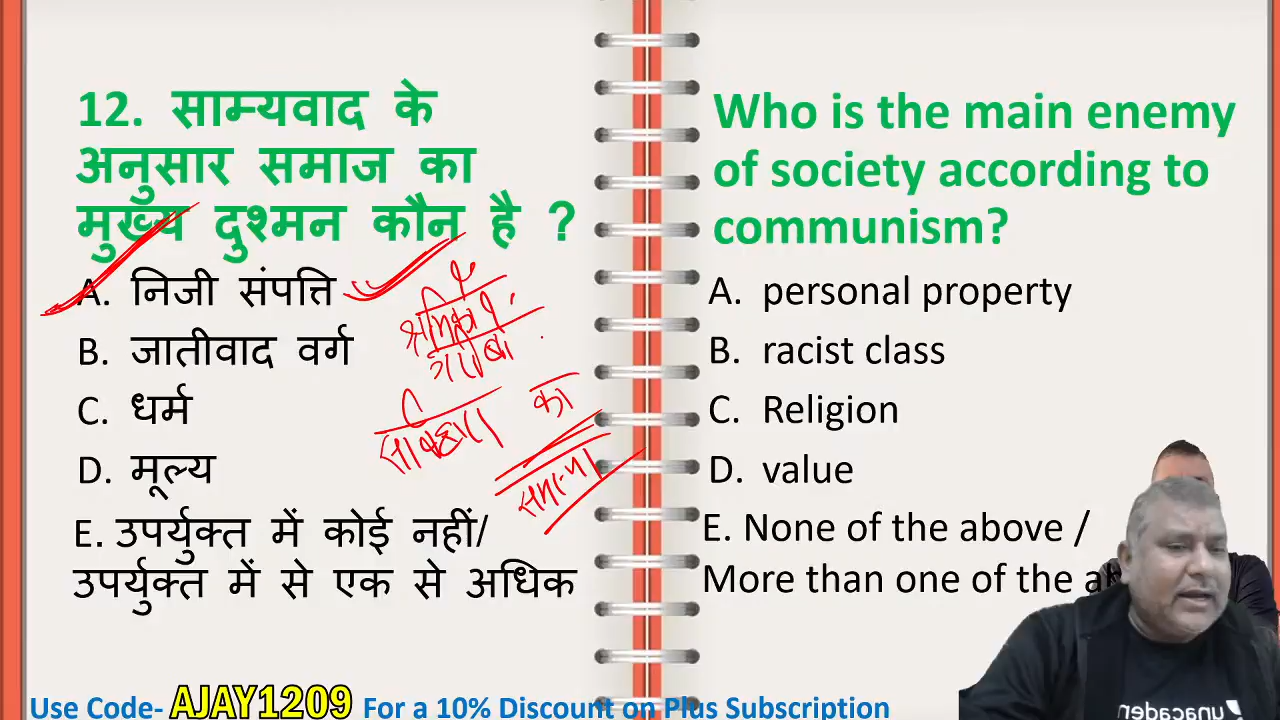 12. साम्यवाद के
अनुसार समाज का
मुख्य दुश्मन कौन है ?
A. निजी संपत्ति
B. जातीवाद वर्ग
C. धर्म
D. मूल्य
E. उपर्युक्त में कोई नहीं/
उपर्युक्त में से एक से अधिक
का
Who is the main enemy
of society according to
communism?
A. personal property
B. racist class
C. Religion
D. value
E. None of the above /
More than one of the
Use Code- AJAY1209 For a 10% Discount on Plus Subscription
unacadem